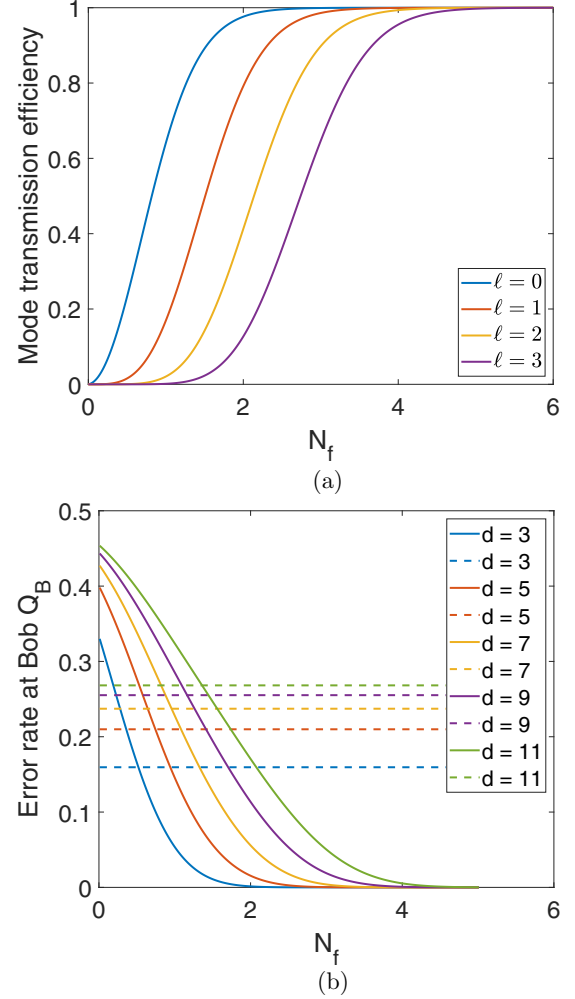 1
0.8
0.6
0.4
0.2
0
Mode transmission efficiency
ℓ = 0
ℓ = 1
ℓ = 2
ℓ = 3
0 2 4 6
N_f
(a)
0.5
0.4
0.3
0.2
0.1
0
Error rate at Bob Q_B
d = 3
d = 3
d = 5
d = 5
d = 7
d = 7
d = 9
d = 9
d = 11
d = 11
0 2 4 6
N_f
(b)